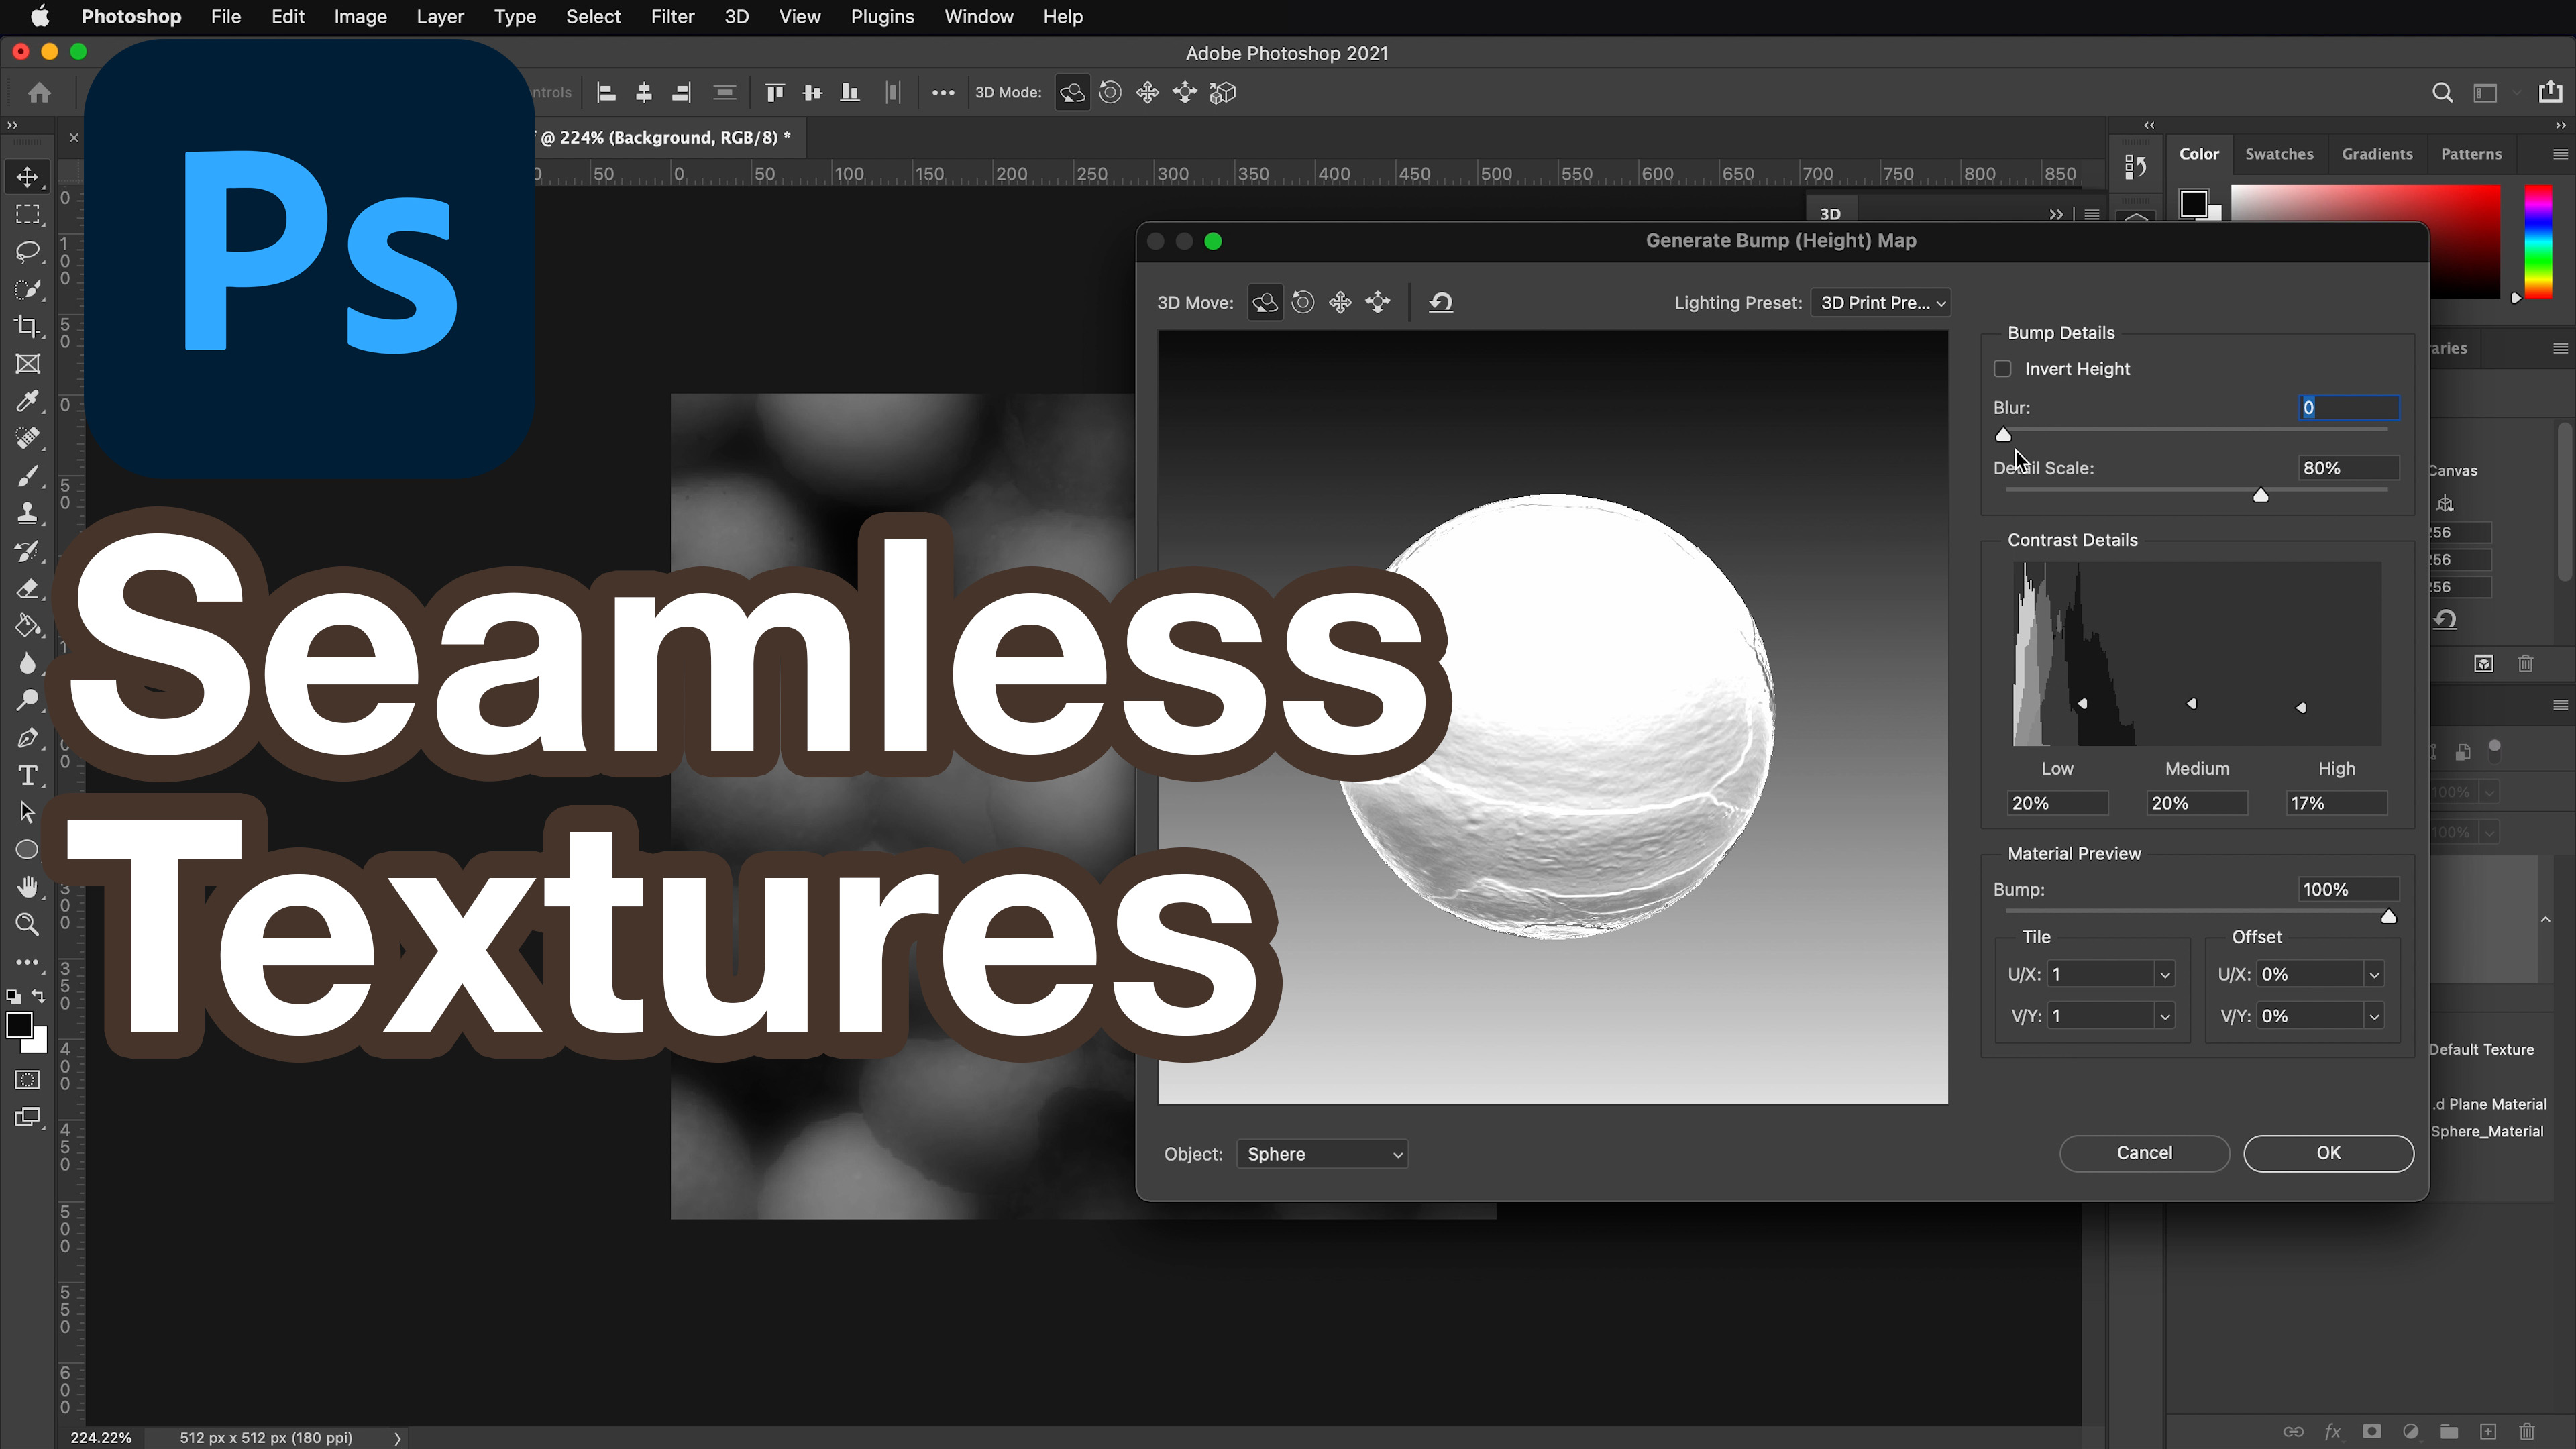 Photoshop File Edit Image Layer Type Select Filter 3D View Plugins Window Help
Adobe Photoshop 2021
3D Mode:
@ 224% (Background, RGB/8) *
Color Swatches Gradients Patterns
50 0 50 100 150 200 250 300 350 400 450 500 550 600 650 700 750 800 850
3D
Ps
Seamless
Textures
Generate Bump (Height) Map
3D Move:
Lighting Preset: 3D Print Pre...
Bump Details
Invert Height
Blur: 0
Detail Scale: 80%
Contrast Details
Low Medium High
20% 20% 17%
Material Preview
Bump: 100%
Tile Offset
U/X: 1 U/X: 0%
V/Y: 1 V/Y: 0%
Object: Sphere
Cancel OK
Canvas
100%
100%
Default Texture
.d Plane Material
Sphere_Material
224.22% 512 px x 512 px (180 ppi)